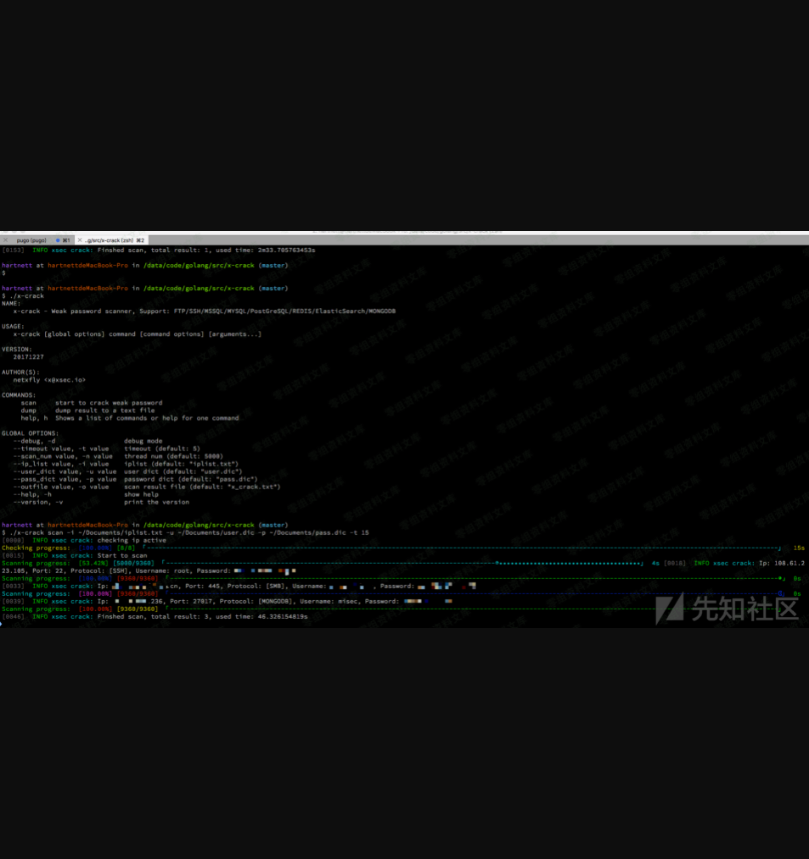 pugo (pugo) ⌘1 ..g/src/x-crack (zsh) ⌘2
[0153] INFO xsec crack: Finshed scan, total result: 1, used time: 2m33.705763453s
hartnett at hartnettdeMacBook-Pro in /data/code/golang/src/x-crack (master)
$
hartnett at hartnettdeMacBook-Pro in /data/code/golang/src/x-crack (master)
$ ./x-crack
NAME:
x-crack - Weak password scanner, Support: FTP/SSH/MSSQL/MYSQL/PostGreSQL/REDIS/ElasticSearch/MONGODB
USAGE:
x-crack [global options] command [command options] [arguments...]
VERSION:
20171227
AUTHOR(S):
netxfly <x@xsec.io>
COMMANDS:
scan start to crack weak password
dump dump result to a text file
help, h Shows a list of commands or help for one command
GLOBAL OPTIONS:
--debug, -d debug mode
--timeout value, -t value timeout (default: 5)
--scan_num value, -n value thread num (default: 5000)
--ip_list value, -i value iplist (default: "iplist.txt")
--user_dict value, -u value user dict (default: "user.dic")
--pass_dict value, -p value password dict (default: "pass.dic")
--outfile value, -o value scan result file (default: "x_crack.txt")
--help, -h show help
--version, -v print the version
hartnett at hartnettdeMacBook-Pro in /data/code/golang/src/x-crack (master)
$ ./x-crack scan -i ~/Documents/iplist.txt -u ~/Documents/user.dic -p ~/Documents/pass.dic -t 15
[0000] INFO xsec crack: checking ip active
Checking progress: [100.00%] [8/8] 15s
[0015] INFO xsec crack: Start to scan
Scanning progress: [53.41%] [5000/9360] 4s [0018] INFO xsec crack: Ip: 108.61.2
23.105, Port: 22, Protocol: [SSH], Username: root, Password:
Scanning progress: [100.00%] [9360/9360] 0s
[0033] INFO xsec crack: Ip: .cn, Port: 445, Protocol: [SMB], Username: , Password:
Scanning progress: [100.00%] [9360/9360] 0s
[0039] INFO xsec crack: Ip: 236, Port: 27017, Protocol: [MONGODB], Username: misec, Password:
Scanning progress: [100.00%] [9360/9360]
[0046] INFO xsec crack: Finshed scan, total result: 3, used time: 46.326154819s
先知社区